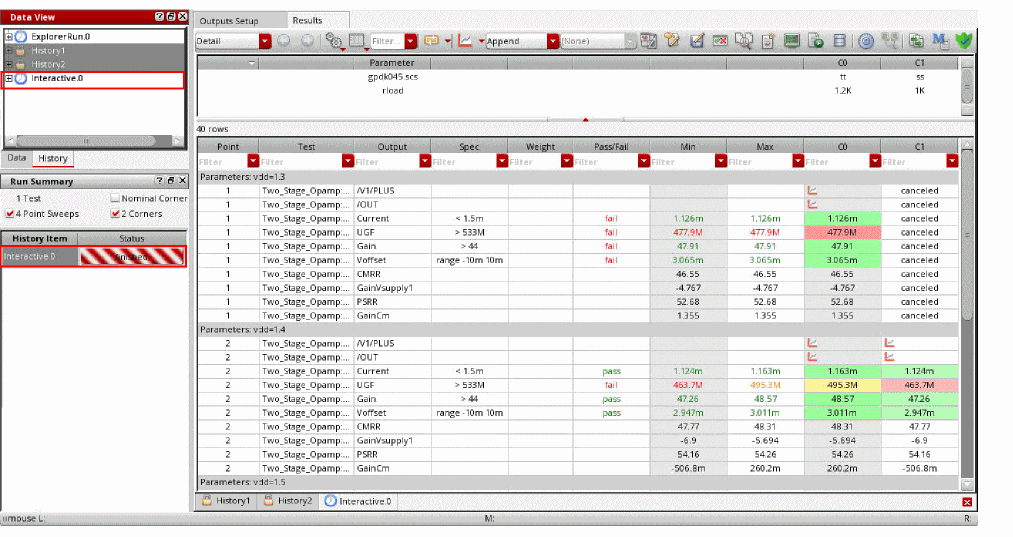 Data View
ExplorerRun.0
History1
History2
Interactive.0
Data History
Run Summary
1 Test Nominal Corner
4 Point Sweeps 2 Corners
History Item Status
Interactive.0 finished
Outputs Setup Results
Detail Filter... Append (None)
Parameter C0 C1
gpdk045.scs tt ss
rload 1.2K 1K
40 rows
Point Test Output Spec Weight Pass/Fail Min Max C0 C1
Filter Filter Filter Filter Filter Filter Filter Filter Filter Filter
Parameters: vdd=1.3
1 Two_Stage_Opamp:... /V1/PLUS canceled
1 Two_Stage_Opamp:... /OUT canceled
1 Two_Stage_Opamp:... Current < 1.5m fail 1.126m 1.126m 1.126m canceled
1 Two_Stage_Opamp:... UGF > 533M fail 477.9M 477.9M 477.9M canceled
1 Two_Stage_Opamp:... Gain > 44 fail 47.91 47.91 47.91 canceled
1 Two_Stage_Opamp:... Voffset range -10m 10m fail 3.065m 3.065m 3.065m canceled
1 Two_Stage_Opamp:... CMRR 46.55 46.55 46.55 canceled
1 Two_Stage_Opamp:... GainVsupply1 -4.767 -4.767 -4.767 canceled
1 Two_Stage_Opamp:... PSRR 52.68 52.68 52.68 canceled
1 Two_Stage_Opamp:... GainCm 1.355 1.355 1.355 canceled
Parameters: vdd=1.4
2 Two_Stage_Opamp:... /V1/PLUS
2 Two_Stage_Opamp:... /OUT
2 Two_Stage_Opamp:... Current < 1.5m pass 1.124m 1.163m 1.163m 1.124m
2 Two_Stage_Opamp:... UGF > 533M fail 463.7M 495.3M 495.3M 463.7M
2 Two_Stage_Opamp:... Gain > 44 pass 47.26 48.57 48.57 47.26
2 Two_Stage_Opamp:... Voffset range -10m 10m pass 2.947m 3.011m 3.011m 2.947m
2 Two_Stage_Opamp:... CMRR 47.77 48.31 48.31 47.77
2 Two_Stage_Opamp:... GainVsupply1 -6.9 -5.694 -5.694 -6.9
2 Two_Stage_Opamp:... PSRR 54.16 54.26 54.26 54.16
2 Two_Stage_Opamp:... GainCm -506.8m 260.2m 260.2m -506.8m
Parameters: vdd=1.5
History1 History2 Interactive.0
mouse L: M: R: